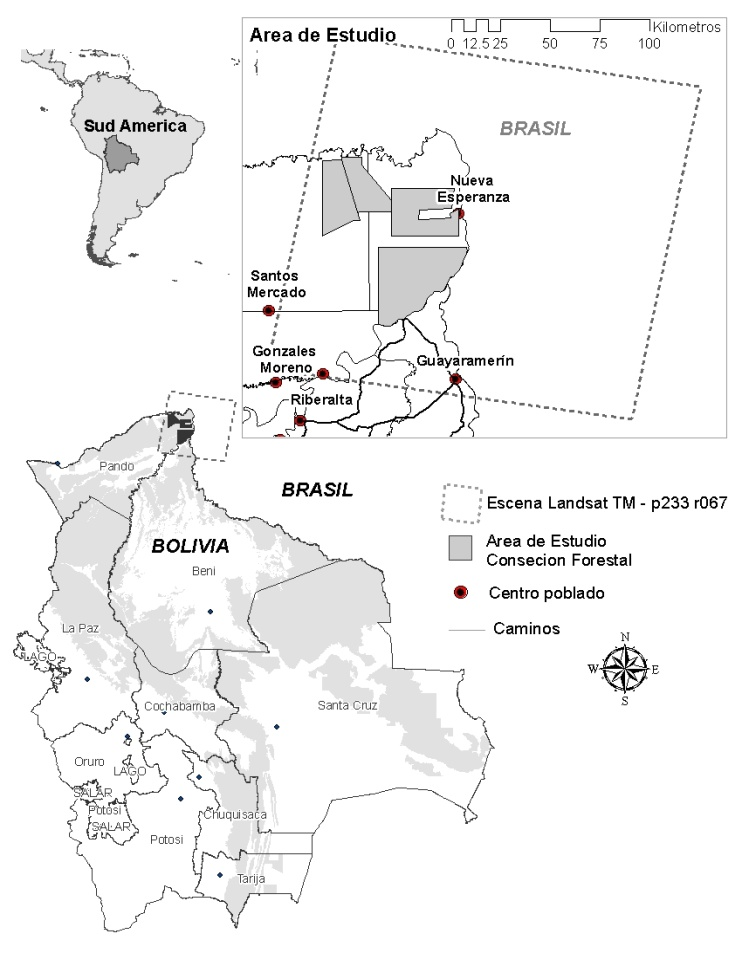 Area de Estudio
Kilometros
0 12.5 25 50 75 100
Sud America
BRASIL
Nueva
Esperanza
Santos
Mercado
Gonzales
Moreno
Guayaramerín
Riberalta
Pando
BRASIL
BOLIVIA
Beni
La Paz
LAGO
Cochabamba
Santa Cruz
Oruro
LAGO
SALAR
Potosi
SALAR
Chuquisaca
Potosi
Tarija
Escena Landsat TM - p233 r067
Area de Estudio
Consecion Forestal
Centro poblado
Caminos
N
W E
S